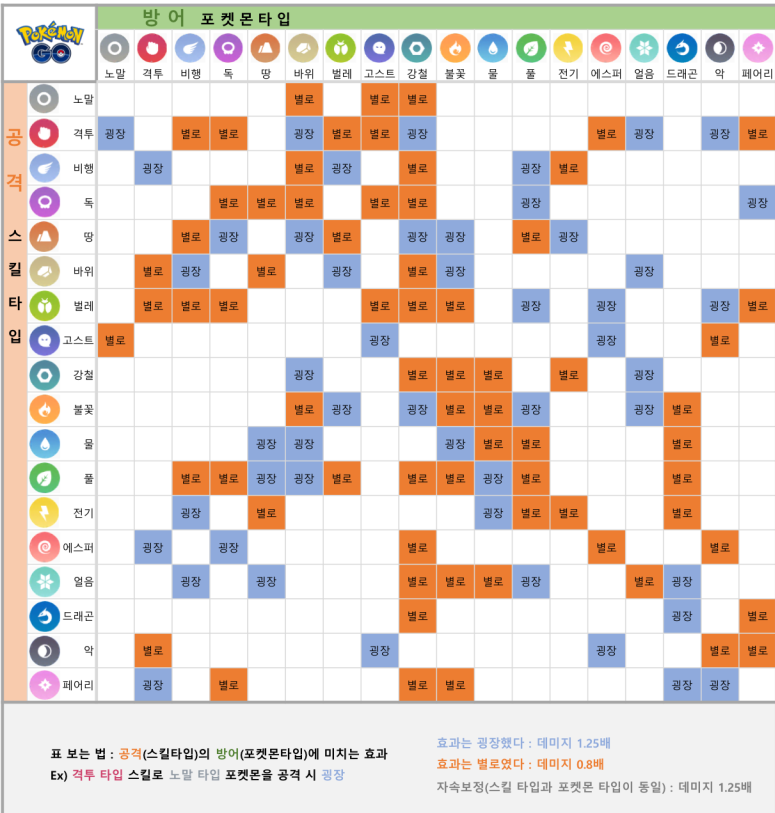 Pokémon GO
방어 포켓몬타입
노말 격투 비행 독 땅 바위 벌레 고스트 강철 불꽃 물 풀 전기 에스퍼 얼음 드래곤 악 페어리
공격 스킬타입
노말 별로 별로 별로
격투 굉장 별로 별로 굉장 별로 별로 굉장 별로 굉장 굉장 별로
비행 굉장 별로 굉장 별로 굉장 별로
독 별로 별로 별로 별로 별로 굉장 굉장
땅 별로 굉장 굉장 별로 굉장 굉장 별로 굉장
바위 별로 굉장 별로 굉장 별로 굉장 굉장
벌레 별로 별로 별로 별로 별로 별로 굉장 굉장 굉장 별로
고스트 별로 굉장 굉장 별로
강철 굉장 별로 별로 별로 별로 굉장
불꽃 별로 굉장 굉장 별로 별로 굉장 굉장 별로
물 굉장 굉장 굉장 별로 별로 별로
풀 별로 별로 굉장 굉장 별로 별로 별로 굉장 별로 별로
전기 굉장 별로 굉장 별로 별로 별로
에스퍼 굉장 굉장 별로 별로 별로
얼음 굉장 굉장 별로 별로 별로 굉장 별로 굉장
드래곤 별로 굉장 별로
악 별로 굉장 굉장 별로 별로
페어리 굉장 별로 별로 별로 굉장 굉장
표 보는 법 : 공격(스킬타입)의 방어(포켓몬타입)에 미치는 효과
Ex) 격투 타입 스킬로 노말 타입 포켓몬을 공격 시 굉장
효과는 굉장했다 : 데미지 1.25배
효과는 별로였다 : 데미지 0.8배
자속보정(스킬 타입과 포켓몬 타입이 동일) : 데미지 1.25배